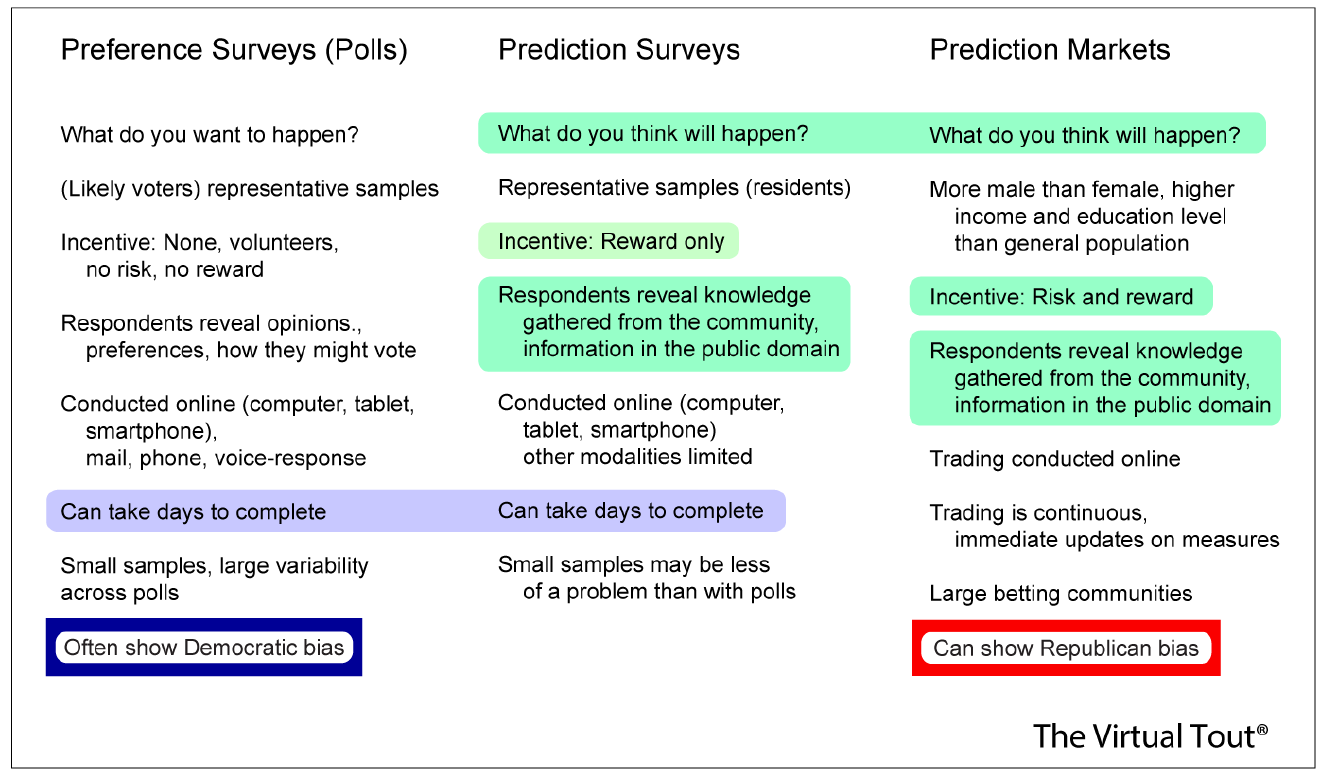 Preference Surveys (Polls)
What do you want to happen?
(Likely voters) representative samples
Incentive: None, volunteers,
no risk, no reward
Respondents reveal opinions.,
preferences, how they might vote
Conducted online (computer, tablet,
smartphone),
mail, phone, voice-response
Can take days to complete
Small samples, large variability
across polls
Often show Democratic bias
Prediction Surveys
What do you think will happen?
Representative samples (residents)
Incentive: Reward only
Respondents reveal knowledge
gathered from the community,
information in the public domain
Conducted online (computer,
tablet, smartphone)
other modalities limited
Can take days to complete
Small samples may be less
of a problem than with polls
Prediction Markets
What do you think will happen?
More male than female, higher
income and education level
than general population
Incentive: Risk and reward
Respondents reveal knowledge
gathered from the community,
information in the public domain
Trading conducted online
Trading is continuous,
immediate updates on measures
Large betting communities
Can show Republican bias
The Virtual Tout®